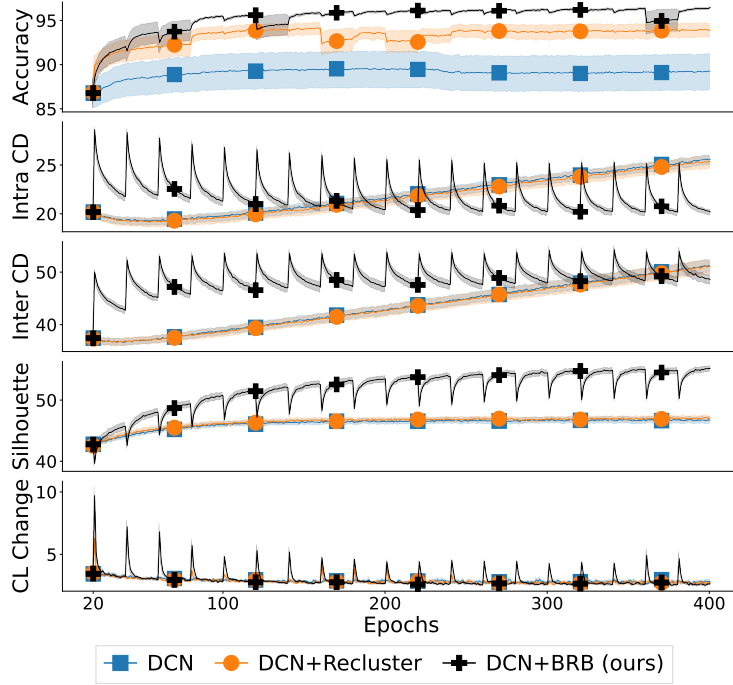 Accuracy
95
90
85
Intra CD
25
20
Inter CD
50
40
Silhouette
50
40
CL Change
10
5
20
100
200
300
400
Epochs
DCN
DCN+Recluster
DCN+BRB (ours)